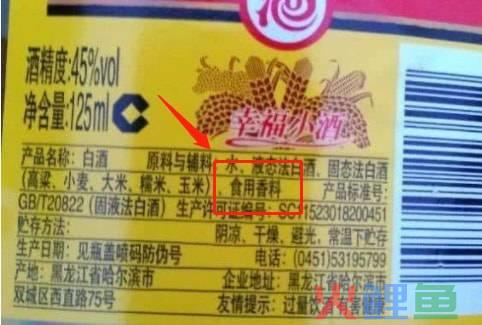 福
酒精度:45%vol
净含量:125ml
幸福小酒
产品名称:白酒 原料与辅料:水、液态法白酒、固态法白酒
(高粱、小麦、大米、糯米、玉米) 食用香料 产品标准号:
GB/T20822(固液法白酒) 生产许可证编号:SC11523018200451
贮存方法: 阴凉、干燥、避光、常温下贮存
生产日期:见瓶盖喷码防伪号 电话:(0451)53195799
产地:黑龙江省哈尔滨市 企业地址:黑龙江省哈尔滨市
双城区西直路75号 友情提示:过量饮 害健康
火鲤鱼